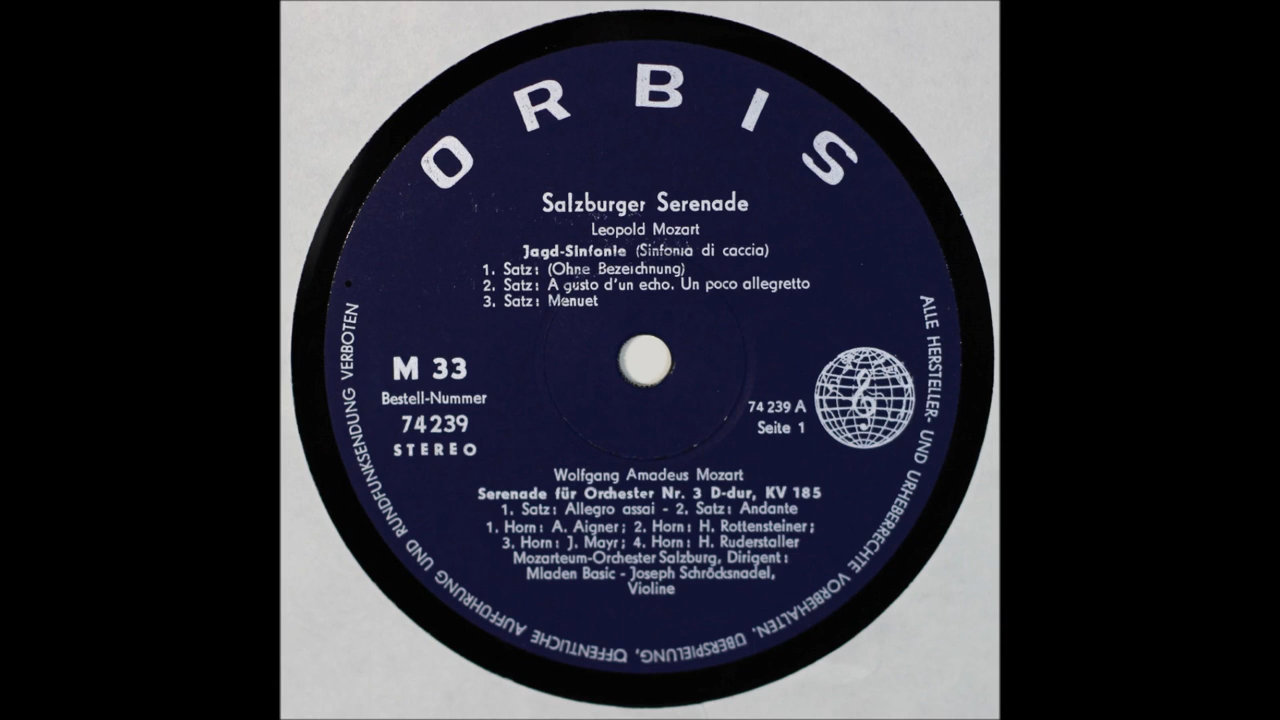 ORBIS
Salzburger Serenade
Leopold Mozart
Jagd-Sinfonie (Sinfonia di caccia)
1. Satz: (Ohne Bezeichnung)
2. Satz: A gusto d'un echo. Un poco allegretto
3. Satz: Menuet
M 33
Bestell-Nummer
74239
STEREO
74 239 A
Seite 1
Wolfgang Amadeus Mozart
Serenade für Orchester Nr. 3 D-dur, KV 185
1. Satz: Allegro assai - 2. Satz: Andante
1. Horn: A. Aigner; 2. Horn: H. Rottensteiner;
3. Horn: J. Mayr; 4. Horn: H. Ruderstaller
Mozarteum-Orchester Salzburg, Dirigent:
Mladen Basic - Joseph Schröcksnadel,
Violine
ALLE HERSTELLER- UND URHEBERRECHTE VORBEHALTEN. ÜBERSPIELUNG, ÖFFENTLICHE AUFFÜHRUNG UND RUNDFUNKSENDUNG VERBOTEN